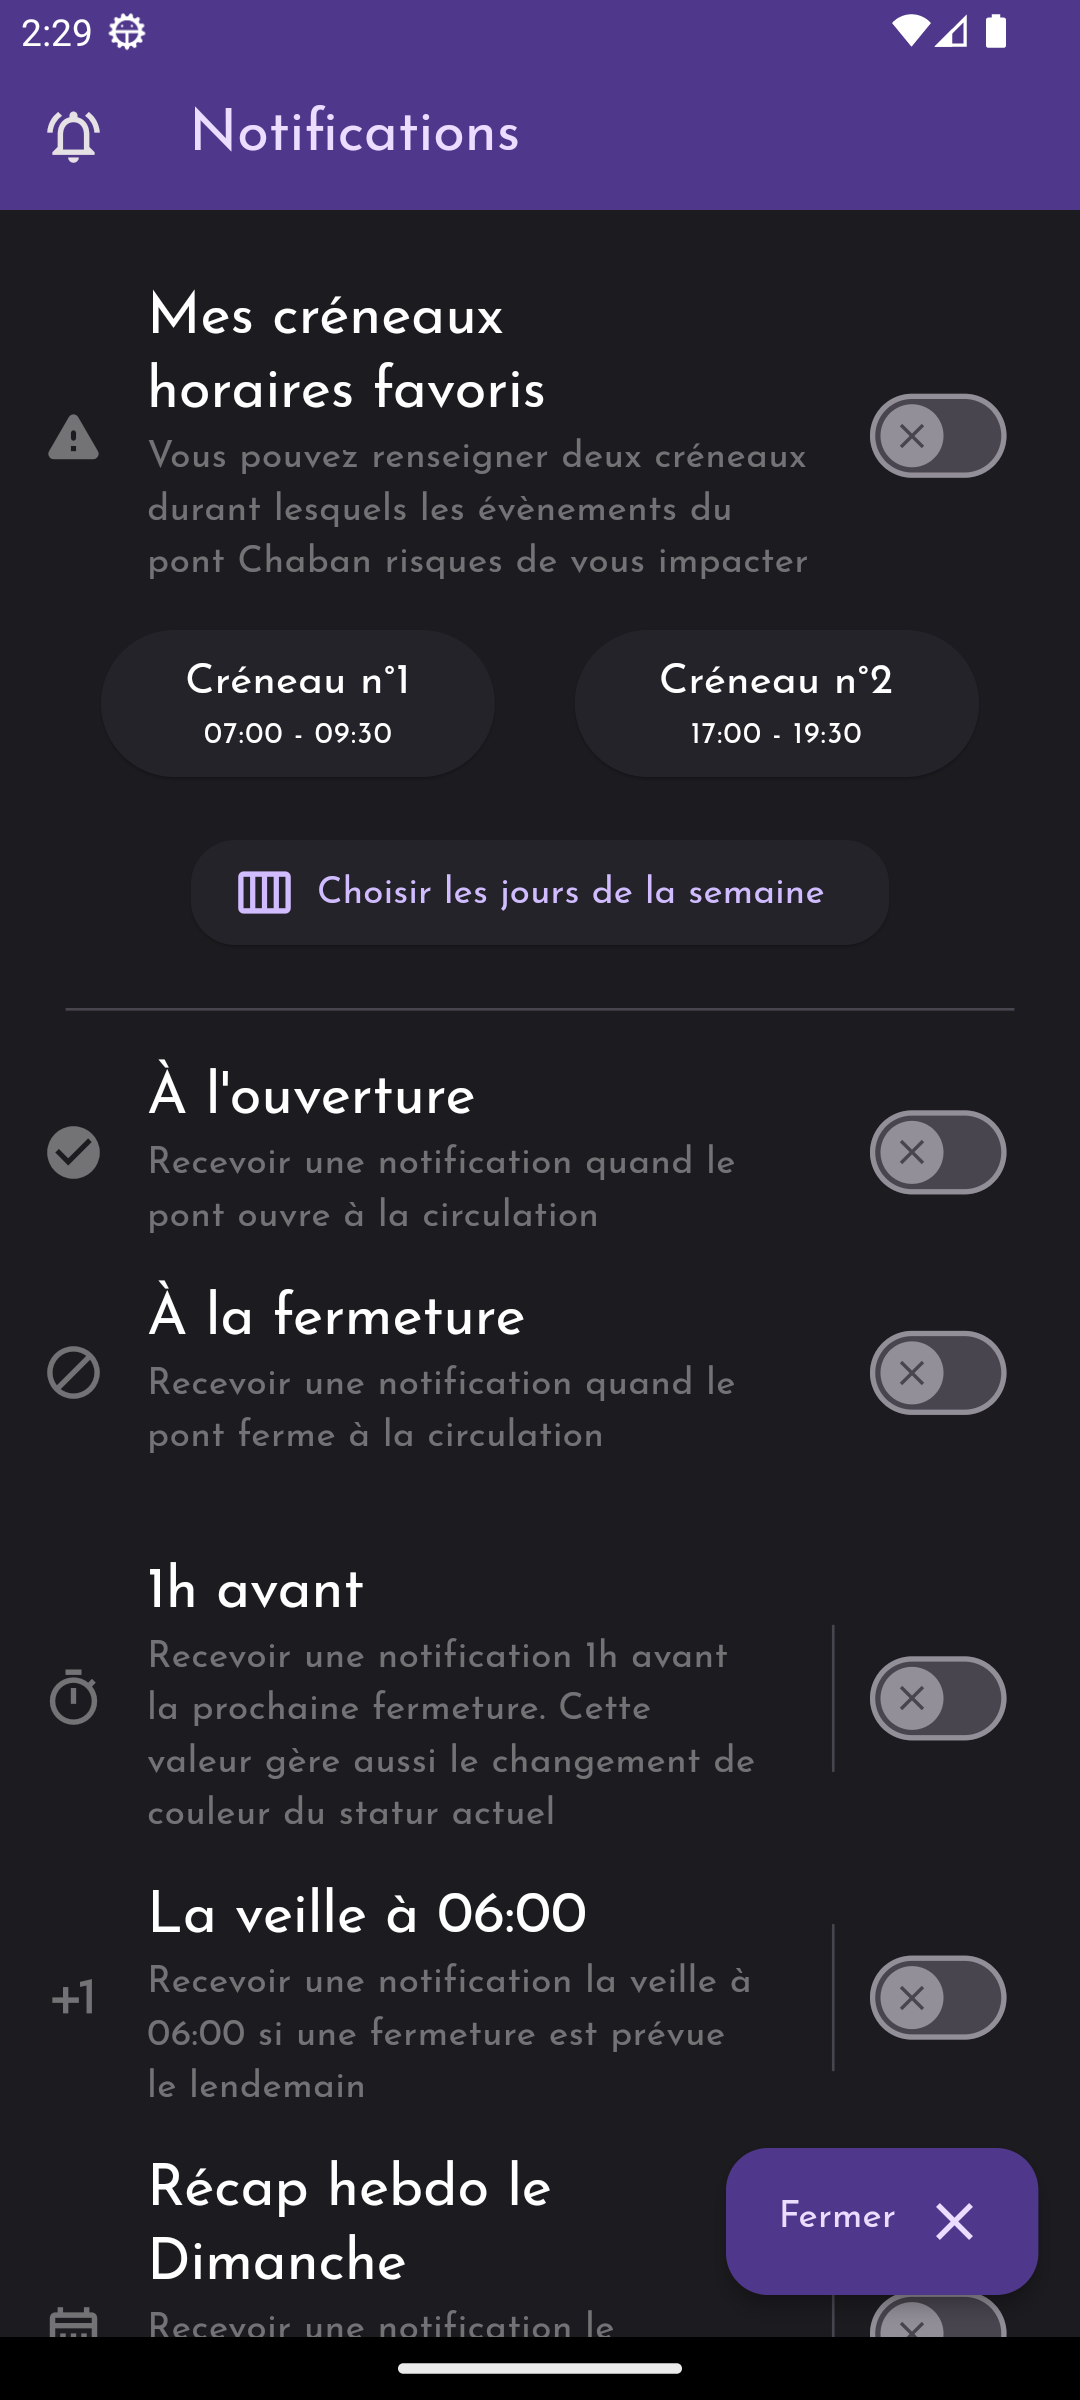 2:29
Notifications
Mes créneaux
horaires favoris
Vous pouvez renseigner deux créneaux
durant lesquels les évènements du
pont Chaban risques de vous impacter
Créneau n°1
07:00 - 09:30
Créneau n°2
17:00 - 19:30
Choisir les jours de la semaine
À l'ouverture
Recevoir une notification quand le
pont ouvre à la circulation
À la fermeture
Recevoir une notification quand le
pont ferme à la circulation
1h avant
Recevoir une notification 1h avant
la prochaine fermeture. Cette
valeur gère aussi le changement de
couleur du statur actuel
La veille à 06:00
+1
Recevoir une notification la veille à
06:00 si une fermeture est prévue
le lendemain
Récap hebdo le
Dimanche
Fermer
Recevoir une notification le